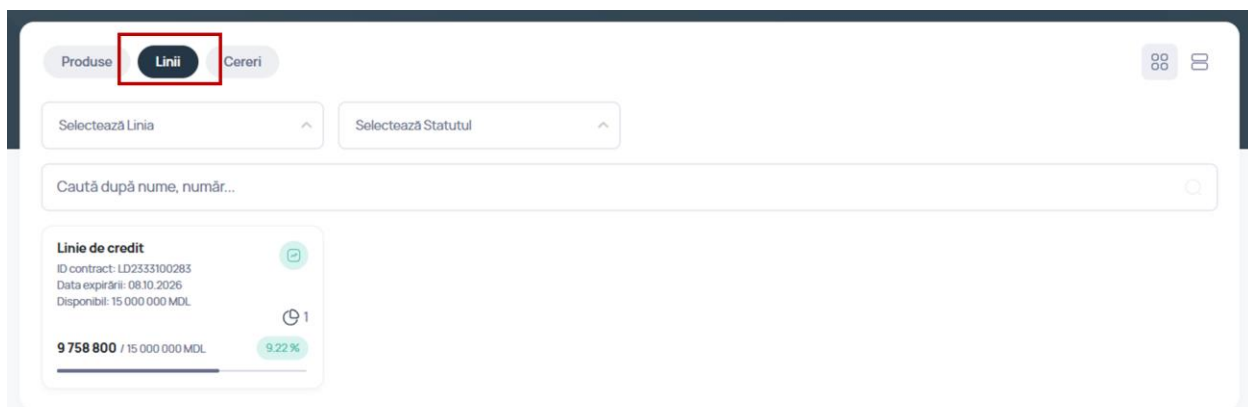 Produse Linii Cereri
Selectează Linia Selectează Statutul
Caută după nume, număr...
Linie de credit
ID contract: LD2333100283
Data expirării: 08.10.2026
Disponibil: 15 000 000 MDL
1
9 758 800 / 15 000 000 MDL 9.22 %